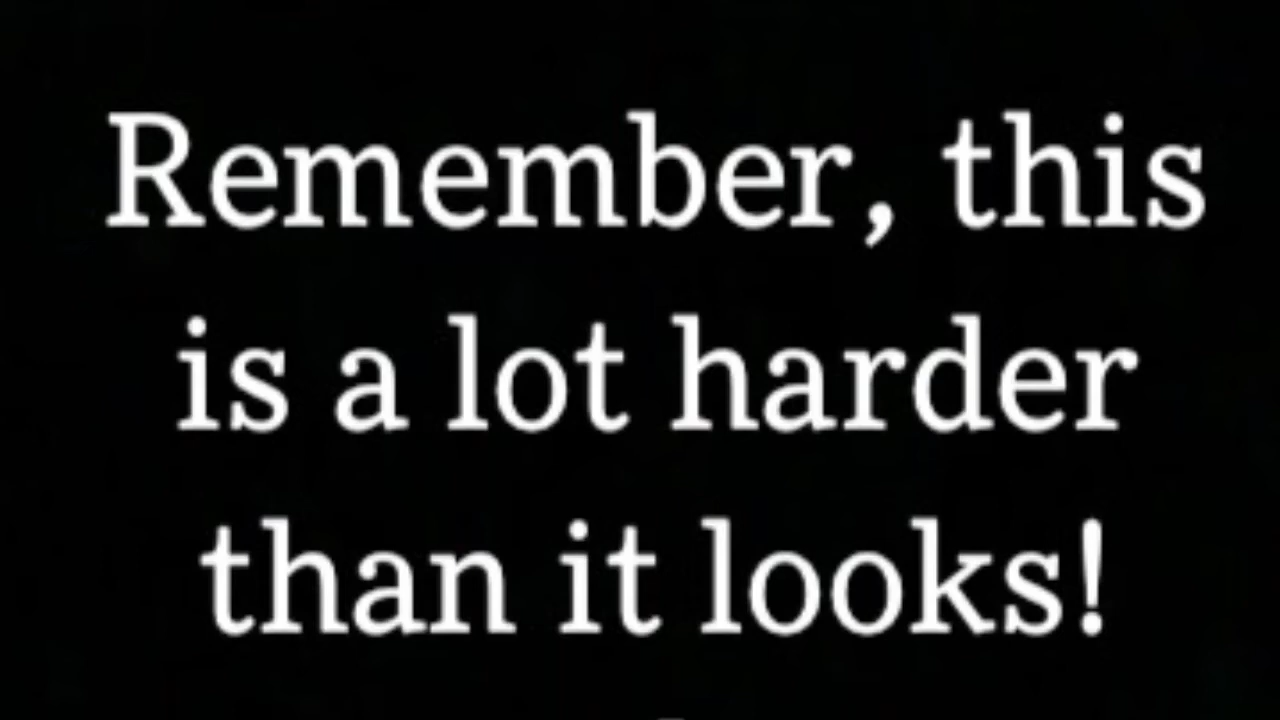 Remember, this
is a lot harder
than it looks!